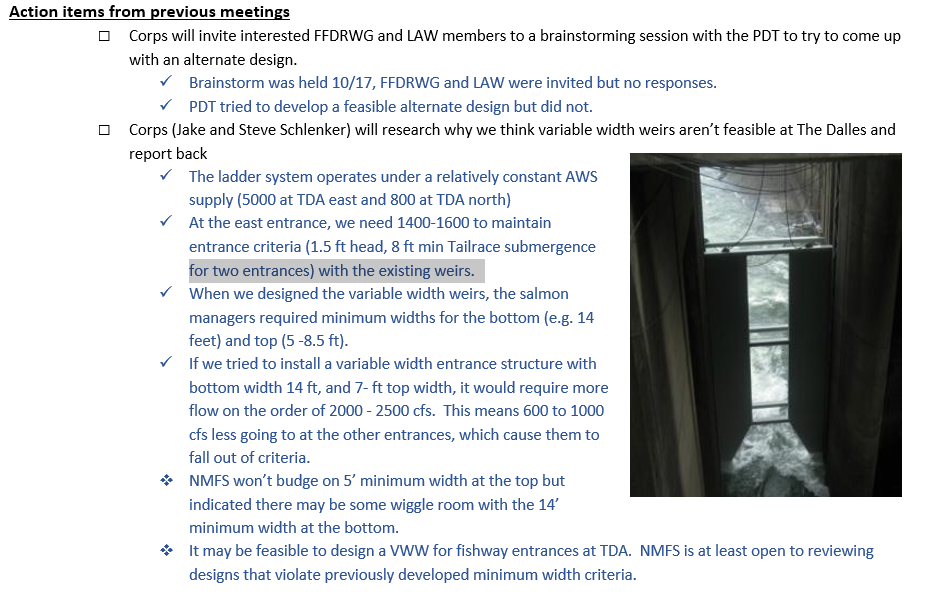 Action items from previous meetings
☐ Corps will invite interested FFDRWG and LAW members to a brainstorming session with the PDT to try to come up
with an alternate design.
✓ Brainstorm was held 10/17, FFDRWG and LAW were invited but no responses.
✓ PDT tried to develop a feasible alternate design but did not.
☐ Corps (Jake and Steve Schlenker) will research why we think variable width weirs aren't feasible at The Dalles and
report back
✓ The ladder system operates under a relatively constant AWS
supply (5000 at TDA east and 800 at TDA north)
✓ At the east entrance, we need 1400-1600 to maintain
entrance criteria (1.5 ft head, 8 ft min Tailrace submergence
for two entrances) with the existing weirs.
✓ When we designed the variable width weirs, the salmon
managers required minimum widths for the bottom (e.g. 14
feet) and top (5 -8.5 ft).
✓ If we tried to install a variable width entrance structure with
bottom width 14 ft, and 7- ft top width, it would require more
flow on the order of 2000 - 2500 cfs.  This means 600 to 1000
cfs less going to at the other entrances, which cause them to
fall out of criteria.
❖ NMFS won't budge on 5' minimum width at the top but
indicated there may be some wiggle room with the 14'
minimum width at the bottom.
❖ It may be feasible to design a VWW for fishway entrances at TDA.  NMFS is at least open to reviewing
designs that violate previously developed minimum width criteria.